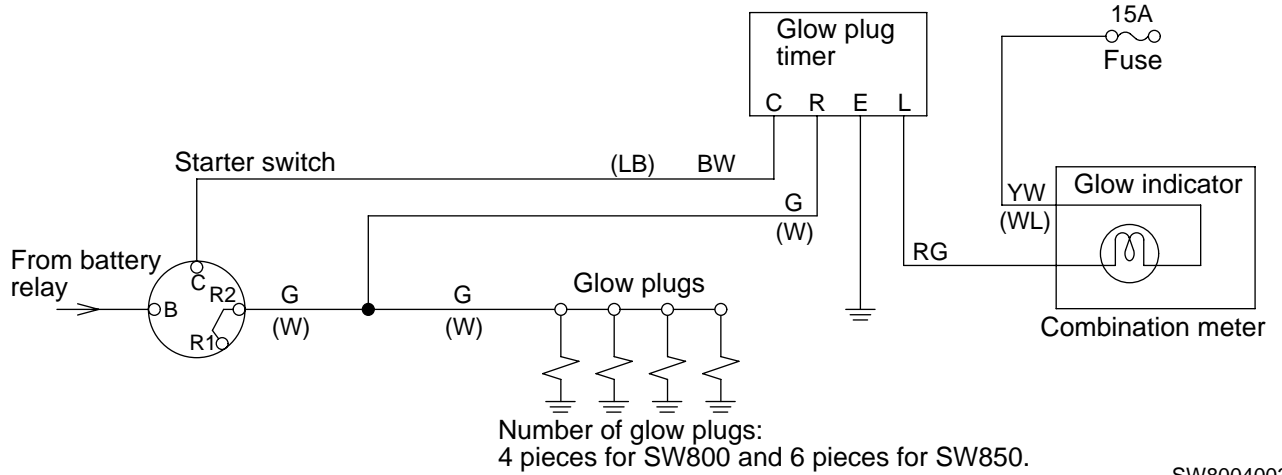 15A
Fuse
Glow plug
timer
C R E L
Starter switch
(LB) BW
G
(W)
YW
(WL)
Glow indicator
RG
From battery
relay
C
B
R2
R1
G
(W)
G
(W)
Glow plugs
Combination meter
Number of glow plugs:
4 pieces for SW800 and 6 pieces for SW850.